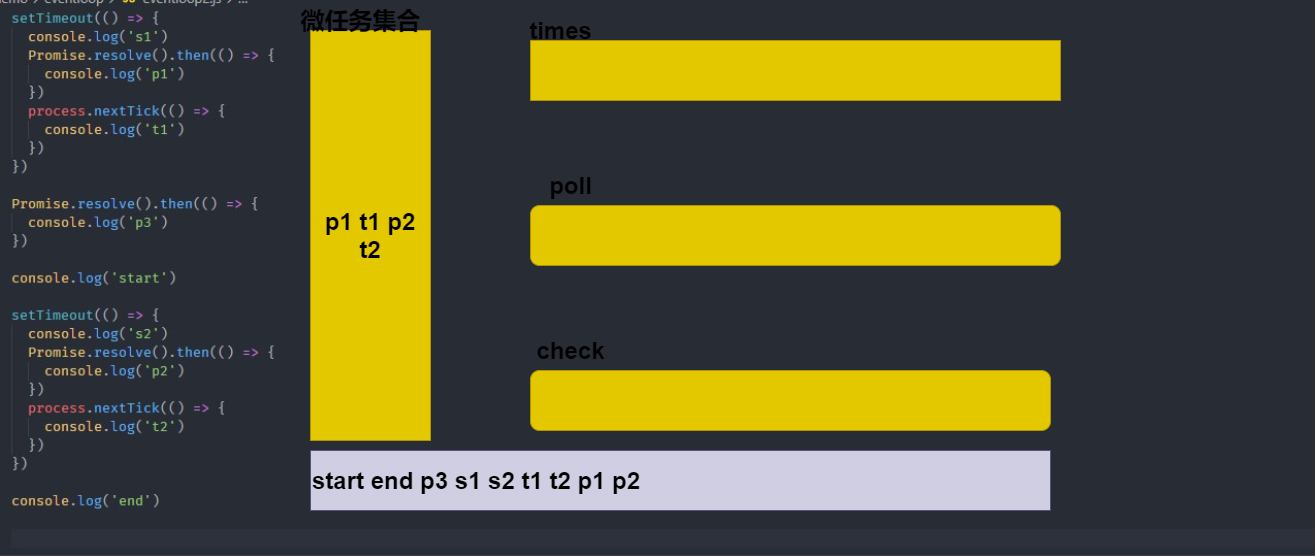 demo > eventloop > JS eventloop2.js > ...
setTimeout(() => {
  console.log('s1')
  Promise.resolve().then(() => {
    console.log('p1')
  })
  process.nextTick(() => {
    console.log('t1')
  })
})
Promise.resolve().then(() => {
  console.log('p3')
})
console.log('start')
setTimeout(() => {
  console.log('s2')
  Promise.resolve().then(() => {
    console.log('p2')
  })
  process.nextTick(() => {
    console.log('t2')
  })
})
console.log('end')
微任务集合
p1 t1 p2
t2
times
poll
check
start end p3 s1 s2 t1 t2 p1 p2